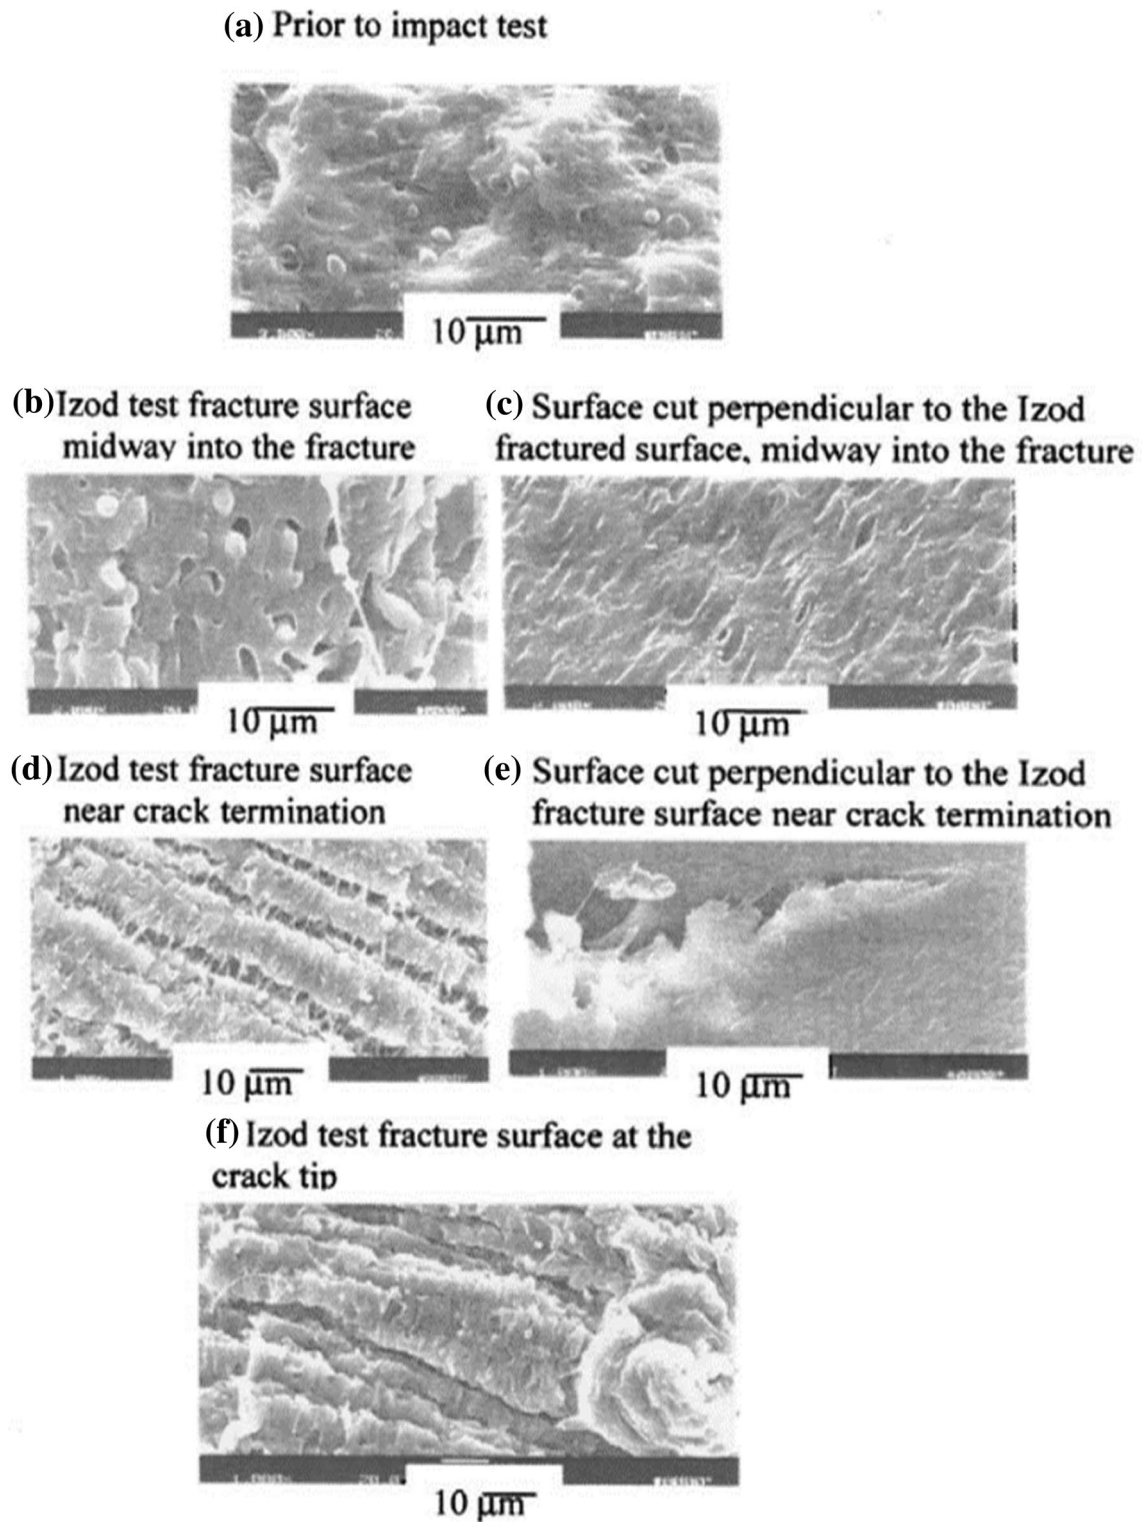 (a) Prior to impact test
10 μm
(b) Izod test fracture surface
midway into the fracture
(c) Surface cut perpendicular to the Izod
fractured surface, midway into the fracture
10 μm
10 μm
(d) Izod test fracture surface
near crack termination
(e) Surface cut perpendicular to the Izod
fracture surface near crack termination
10 μm
10 μm
(f) Izod test fracture surface at the
crack tip
10 μm